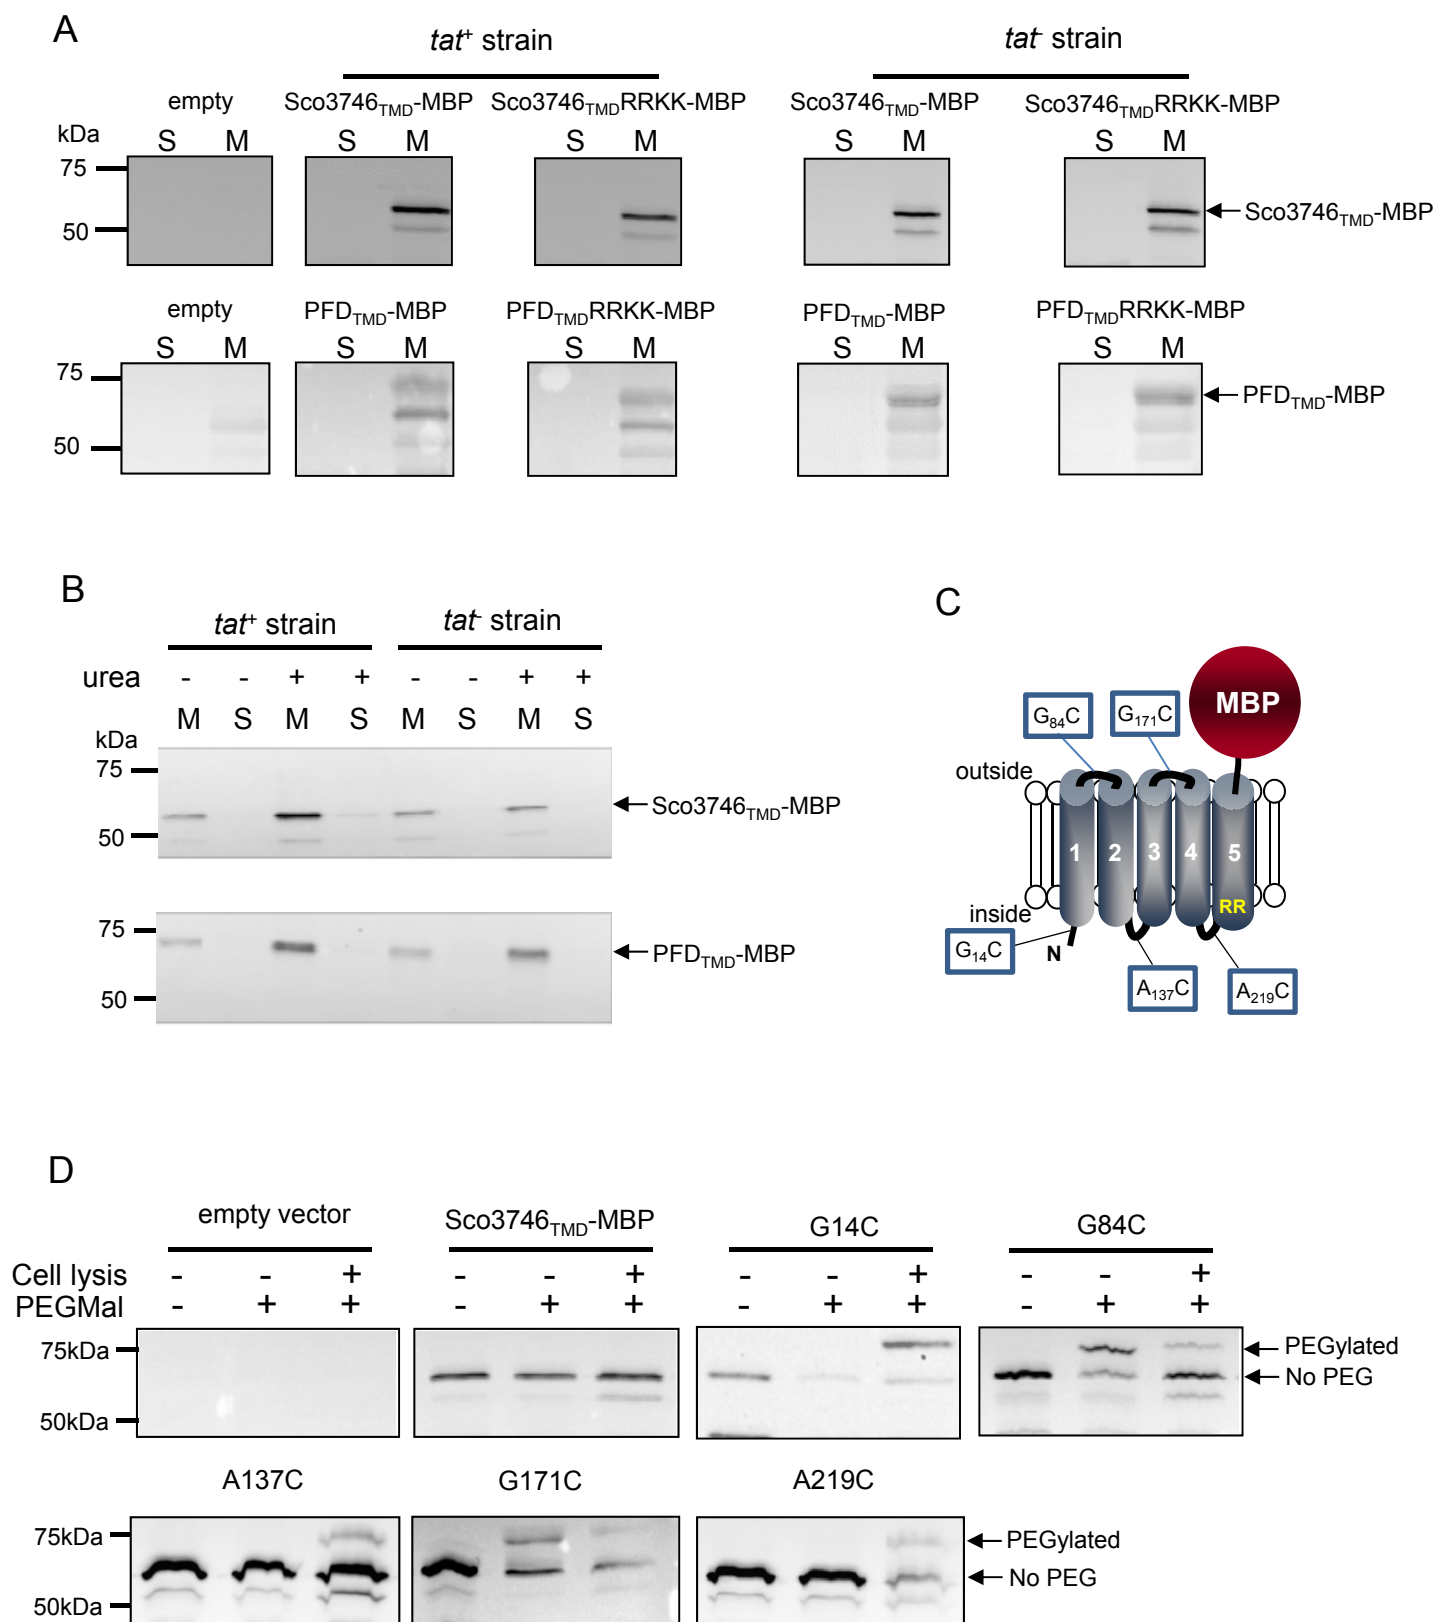 A
tat+ strain
tat- strain
empty
Sco3746TMD-MBP
Sco3746TMDRRKK-MBP
Sco3746TMD-MBP
Sco3746TMDRRKK-MBP
kDa
S M S M S M S M S M
75
50
Sco3746TMD-MBP
empty
PFDTMD-MBP
PFDTMDRRKK-MBP
PFDTMD-MBP
PFDTMDRRKK-MBP
S M S M S M S M S M
75
50
PFDTMD-MBP
B
tat+ strain
tat- strain
urea - - + + - - + +
M S M S M S M S
kDa
75
50
Sco3746TMD-MBP
75
50
PFDTMD-MBP
C
MBP
G84C
G171C
outside
1 2 3 4 5
RR
inside
G14C
N
A137C
A219C
D
empty vector
Sco3746TMD-MBP
G14C
G84C
Cell lysis - - + - - + - - + - - +
PEGMal - + + - + + - + + - + +
75kDa
50kDa
PEGylated
No PEG
A137C
G171C
A219C
75kDa
50kDa
PEGylated
No PEG